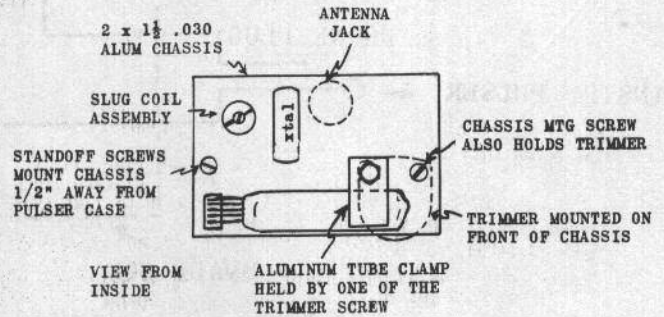 2 x 1½ .030
ALUM CHASSIS
ANTENNA
JACK
SLUG COIL
ASSEMBLY
xtal
CHASSIS MTG SCREW
ALSO HOLDS TRIMMER
STANDOFF SCREWS
MOUNT CHASSIS
1/2" AWAY FROM
PULSER CASE
TRIMMER MOUNTED ON
FRONT OF CHASSIS
VIEW FROM
INSIDE
ALUMINUM TUBE CLAMP
HELD BY ONE OF THE
TRIMMER SCREW